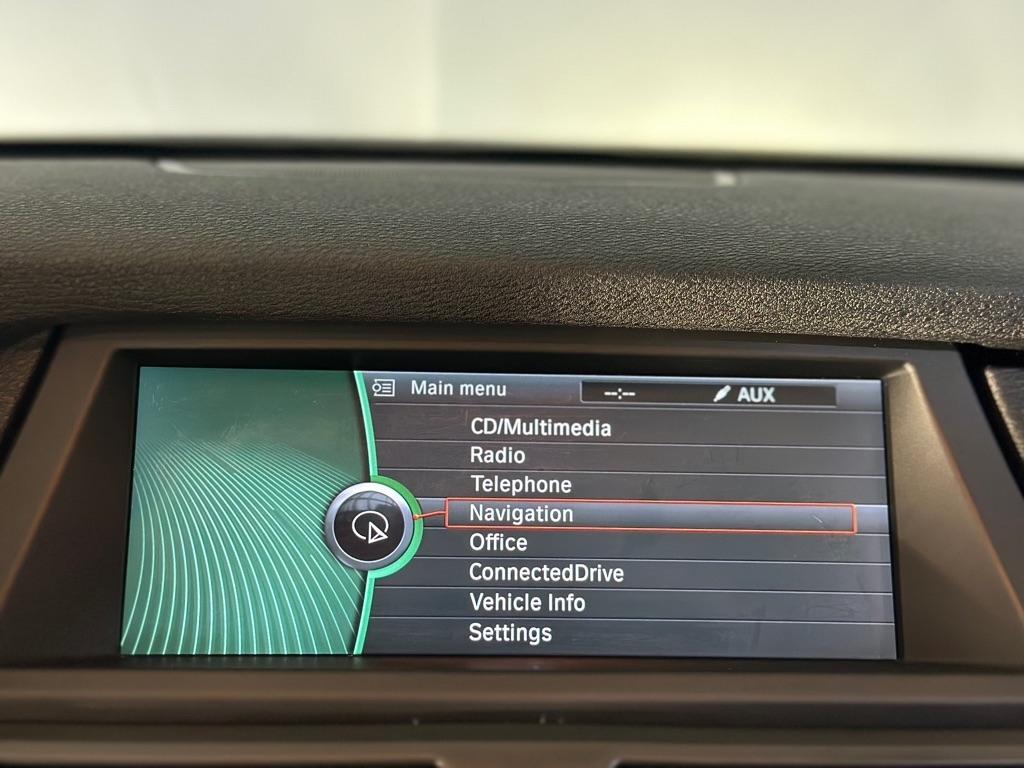 Main menu --:-- AUX
CD/Multimedia
Radio
Telephone
Navigation
Office
ConnectedDrive
Vehicle Info
Settings